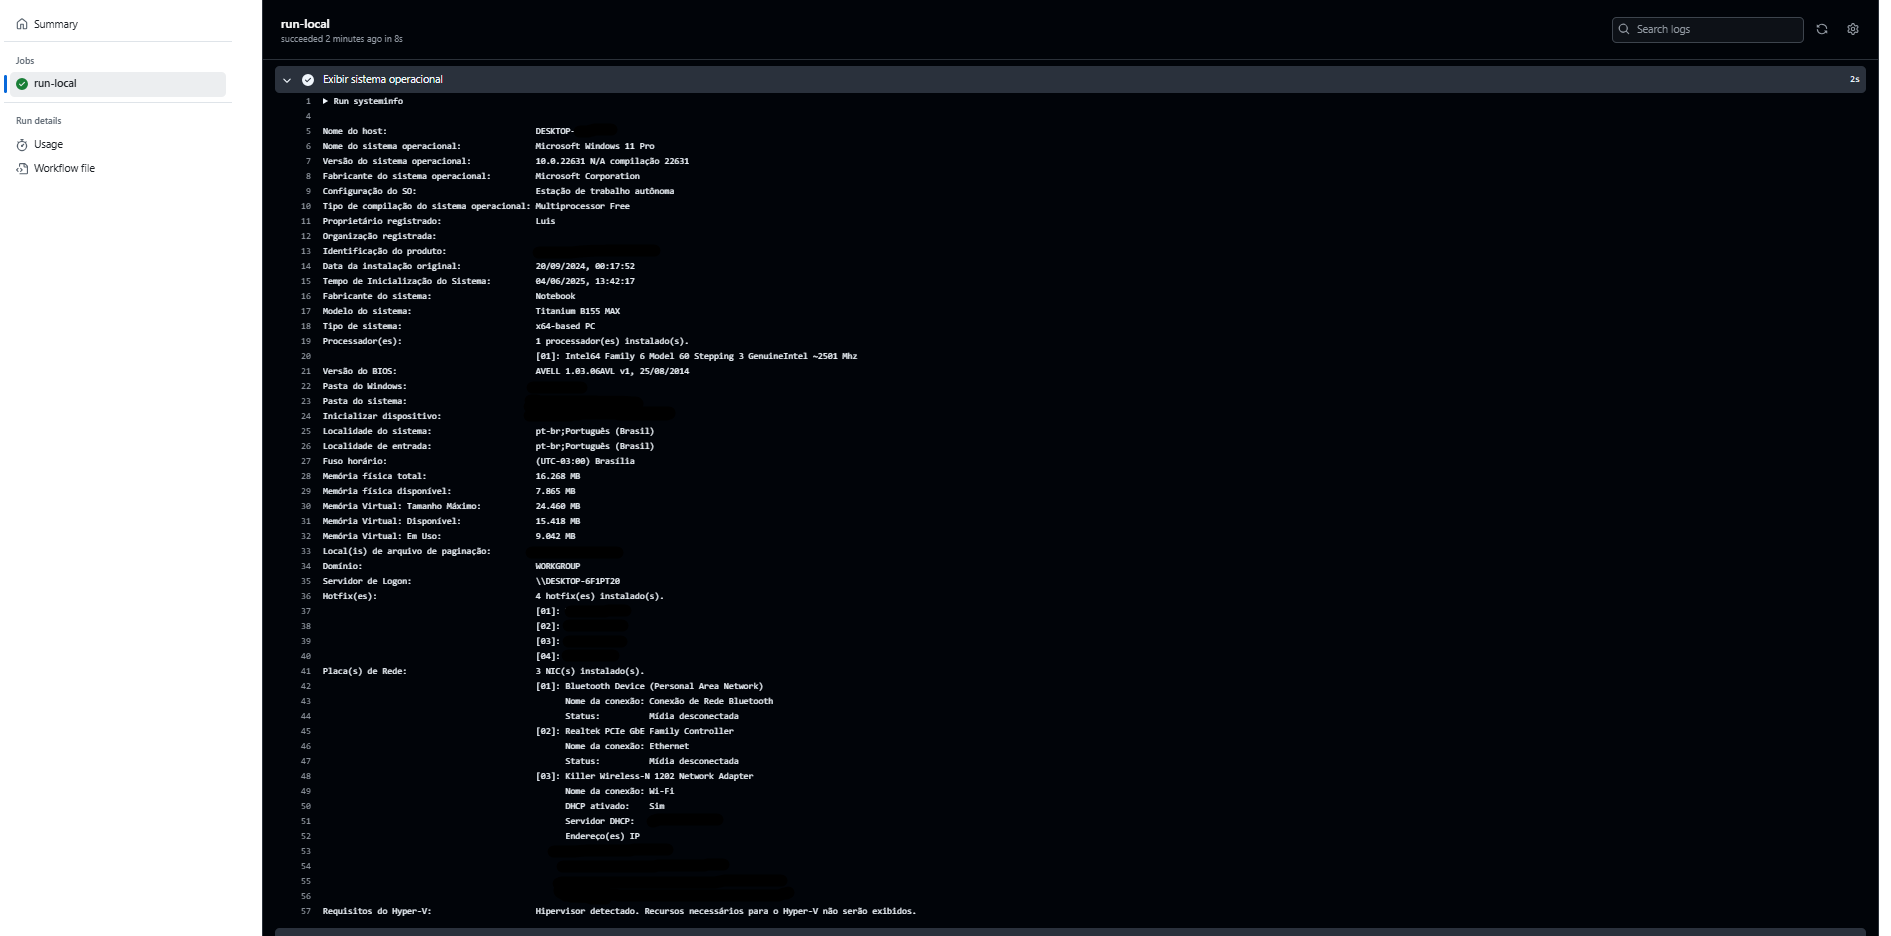 Summary
Jobs
run-local
Run details
Usage
Workflow file
run-local
succeeded 2 minutes ago in 8s
Search logs
Exibir sistema operacional 2s
1 Run systeminfo
4
5 Nome do host: DESKTOP-
6 Nome do sistema operacional: Microsoft Windows 11 Pro
7 Versão do sistema operacional: 10.0.22631 N/A compilação 22631
8 Fabricante do sistema operacional: Microsoft Corporation
9 Configuração do SO: Estação de trabalho autônoma
10 Tipo de compilação do sistema operacional: Multiprocessor Free
11 Proprietário registrado: Luis
12 Organização registrada:
13 Identificação do produto:
14 Data da instalação original: 20/09/2024, 00:17:52
15 Tempo de Inicialização do Sistema: 04/06/2025, 13:42:17
16 Fabricante do sistema: Notebook
17 Modelo do sistema: Titanium B155 MAX
18 Tipo de sistema: x64-based PC
19 Processador(es): 1 processador(es) instalado(s).
20 [01]: Intel64 Family 6 Model 60 Stepping 3 GenuineIntel ~2501 Mhz
21 Versão do BIOS: AVELL 1.03.06AVL v1, 25/08/2014
22 Pasta do Windows:
23 Pasta do sistema:
24 Inicializar dispositivo:
25 Localidade do sistema: pt-br;Português (Brasil)
26 Localidade de entrada: pt-br;Português (Brasil)
27 Fuso horário: (UTC-03:00) Brasília
28 Memória física total: 16.268 MB
29 Memória física disponível: 7.865 MB
30 Memória Virtual: Tamanho Máximo: 24.460 MB
31 Memória Virtual: Disponível: 15.418 MB
32 Memória Virtual: Em Uso: 9.042 MB
33 Local(is) de arquivo de paginação:
34 Domínio: WORKGROUP
35 Servidor de Logon: \\DESKTOP-6F1PT20
36 Hotfix(es): 4 hotfix(es) instalado(s).
37 [01]:
38 [02]:
39 [03]:
40 [04]:
41 Placa(s) de Rede: 3 NIC(s) instalado(s).
42 [01]: Bluetooth Device (Personal Area Network)
43 Nome da conexão: Conexão de Rede Bluetooth
44 Status: Mídia desconectada
45 [02]: Realtek PCIe GbE Family Controller
46 Nome da conexão: Ethernet
47 Status: Mídia desconectada
48 [03]: Killer Wireless-N 1202 Network Adapter
49 Nome da conexão: Wi-Fi
50 DHCP ativado: Sim
51 Servidor DHCP:
52 Endereço(es) IP
53
54
55
56
57 Requisitos do Hyper-V: Hipervisor detectado. Recursos necessários para o Hyper-V não serão exibidos.